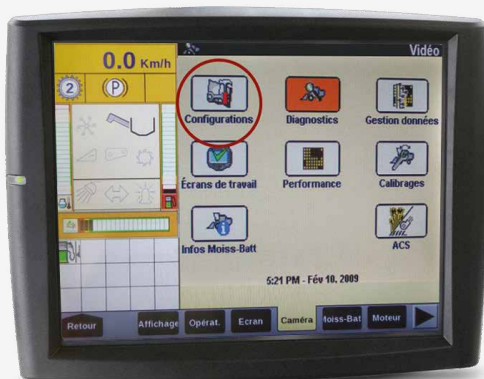 0.0 Km/h
Vidéo
2
P
Configurations
Diagnostics
Gestion données
Écrans de travail
Performance
Calibrages
Infos Moiss-Batt
ACS
5:21 PM - Fév 10, 2009
Retour
Affichage
Opérat.
Ecran
Caméra
Moiss-Bat
Moteur